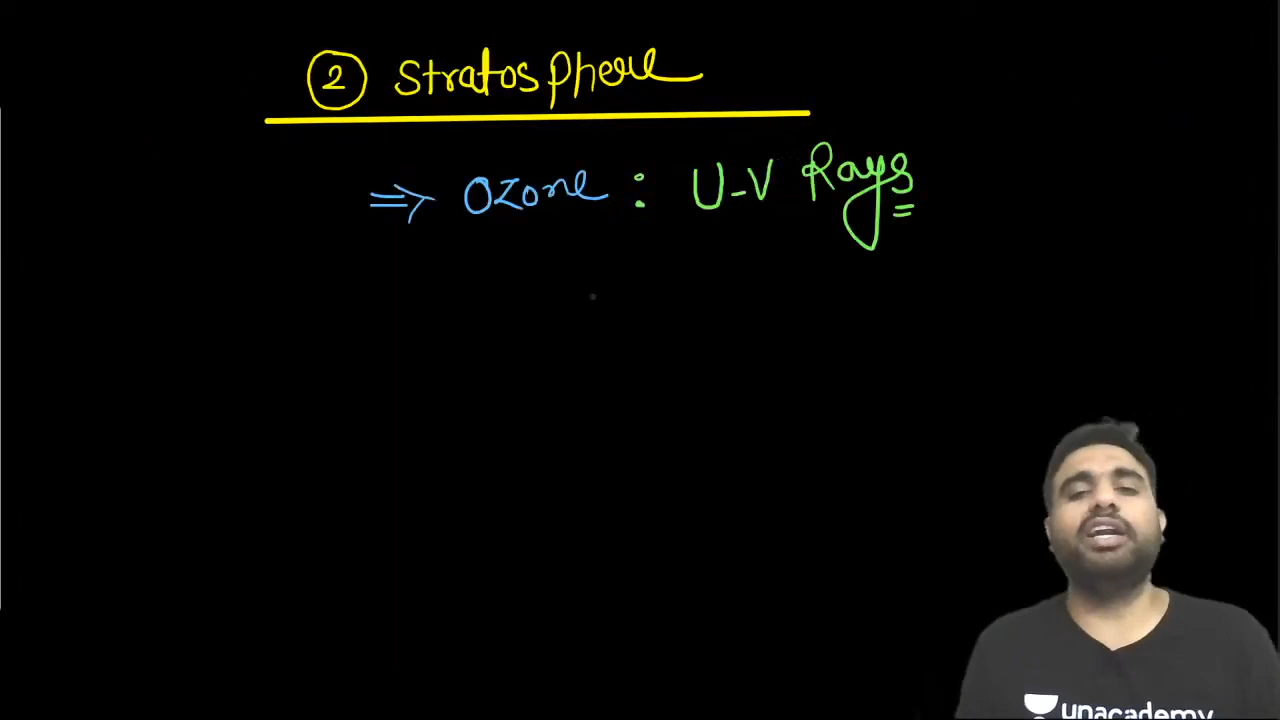 ② Stratosphere
⇒ Ozone : U-V Rays
unacademy